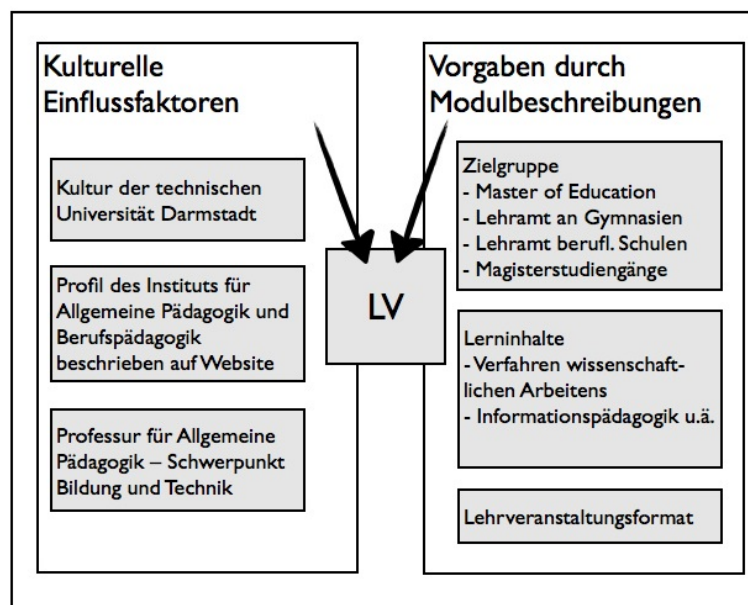 Kulturelle
Einflussfaktoren
Kultur der technischen
Universität Darmstadt
Profil des Instituts für
Allgemeine Pädagogik und
Berufspädagogik
beschrieben auf Website
Professur für Allgemeine
Pädagogik – Schwerpunkt
Bildung und Technik
LV
Vorgaben durch
Modulbeschreibungen
Zielgruppe
- Master of Education
- Lehramt an Gymnasien
- Lehramt berufl. Schulen
- Magisterstudiengänge
Lerninhalte
- Verfahren wissenschaft-
lichen Arbeitens
- Informationspädagogik u.ä.
Lehrveranstaltungsformat